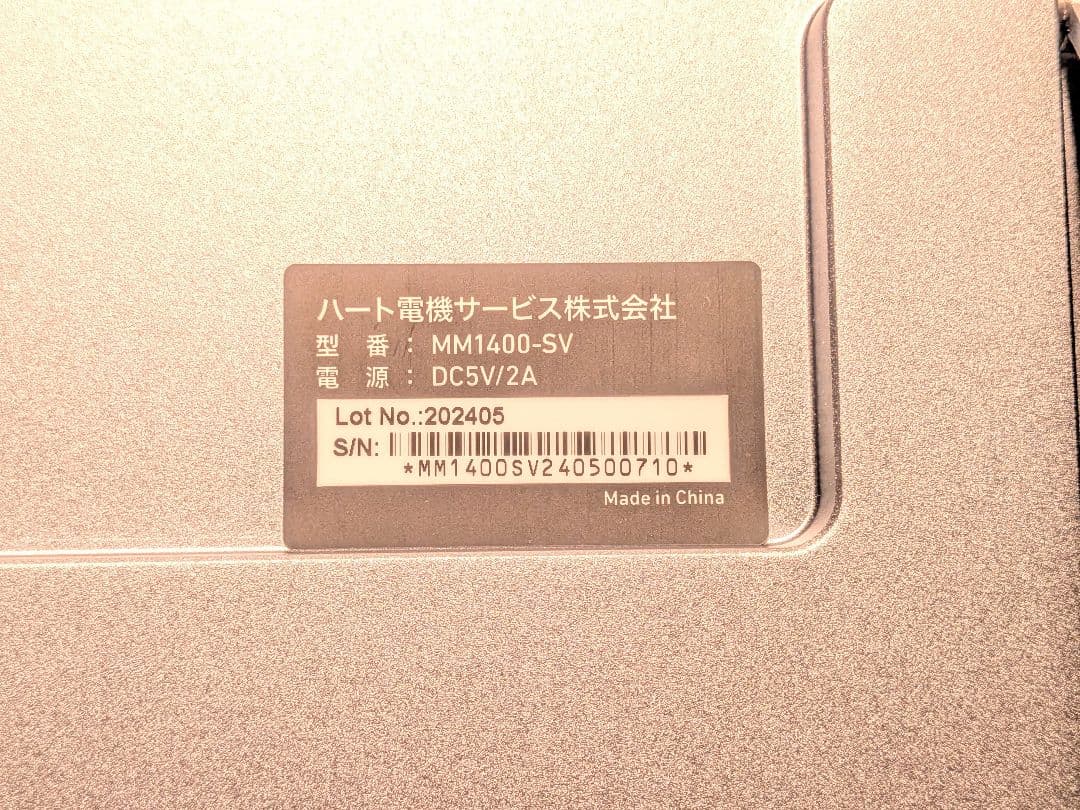 ハート電機サービス株式会社
型 番 : MM1400-SV
電 源 : DC5V/2A
Lot No.:202405
S/N:
*MM1400SV240500710*
Made in China